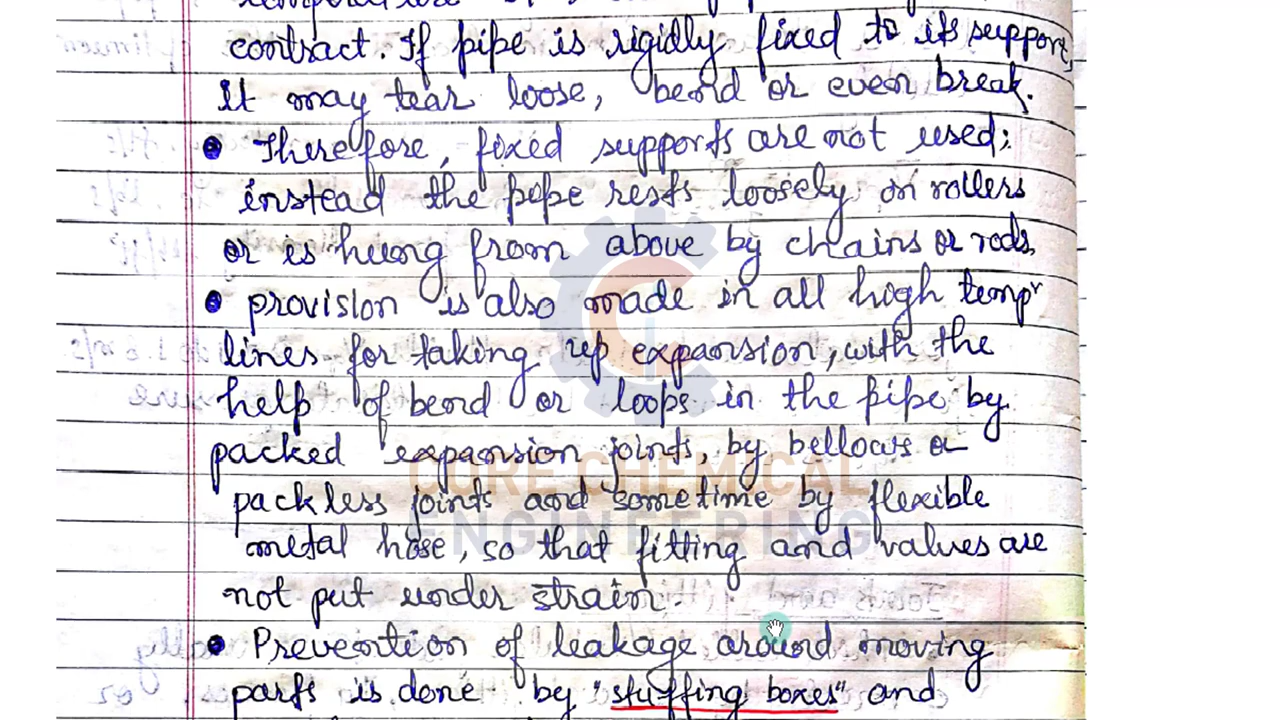 contract. If pipe is rigidly fixed to its support,
It may tear loose, bend or even break.
• Therefore, fixed supports are not used;
instead the pipe rests loosely on rollers
or is hung from above by chains or rods.
• provision is also made in all high tempr
lines for taking up expansion, with the
help of bend or loops in the pipe by
packed expansion joints, by bellows or
packless joints and sometime by flexible
metal hose, so that fitting and values are
not put under strain.
• Prevention of leakage around moving
parts is done by "stuffing boxes" and
CORE CHEMICAL
ENGINEERING